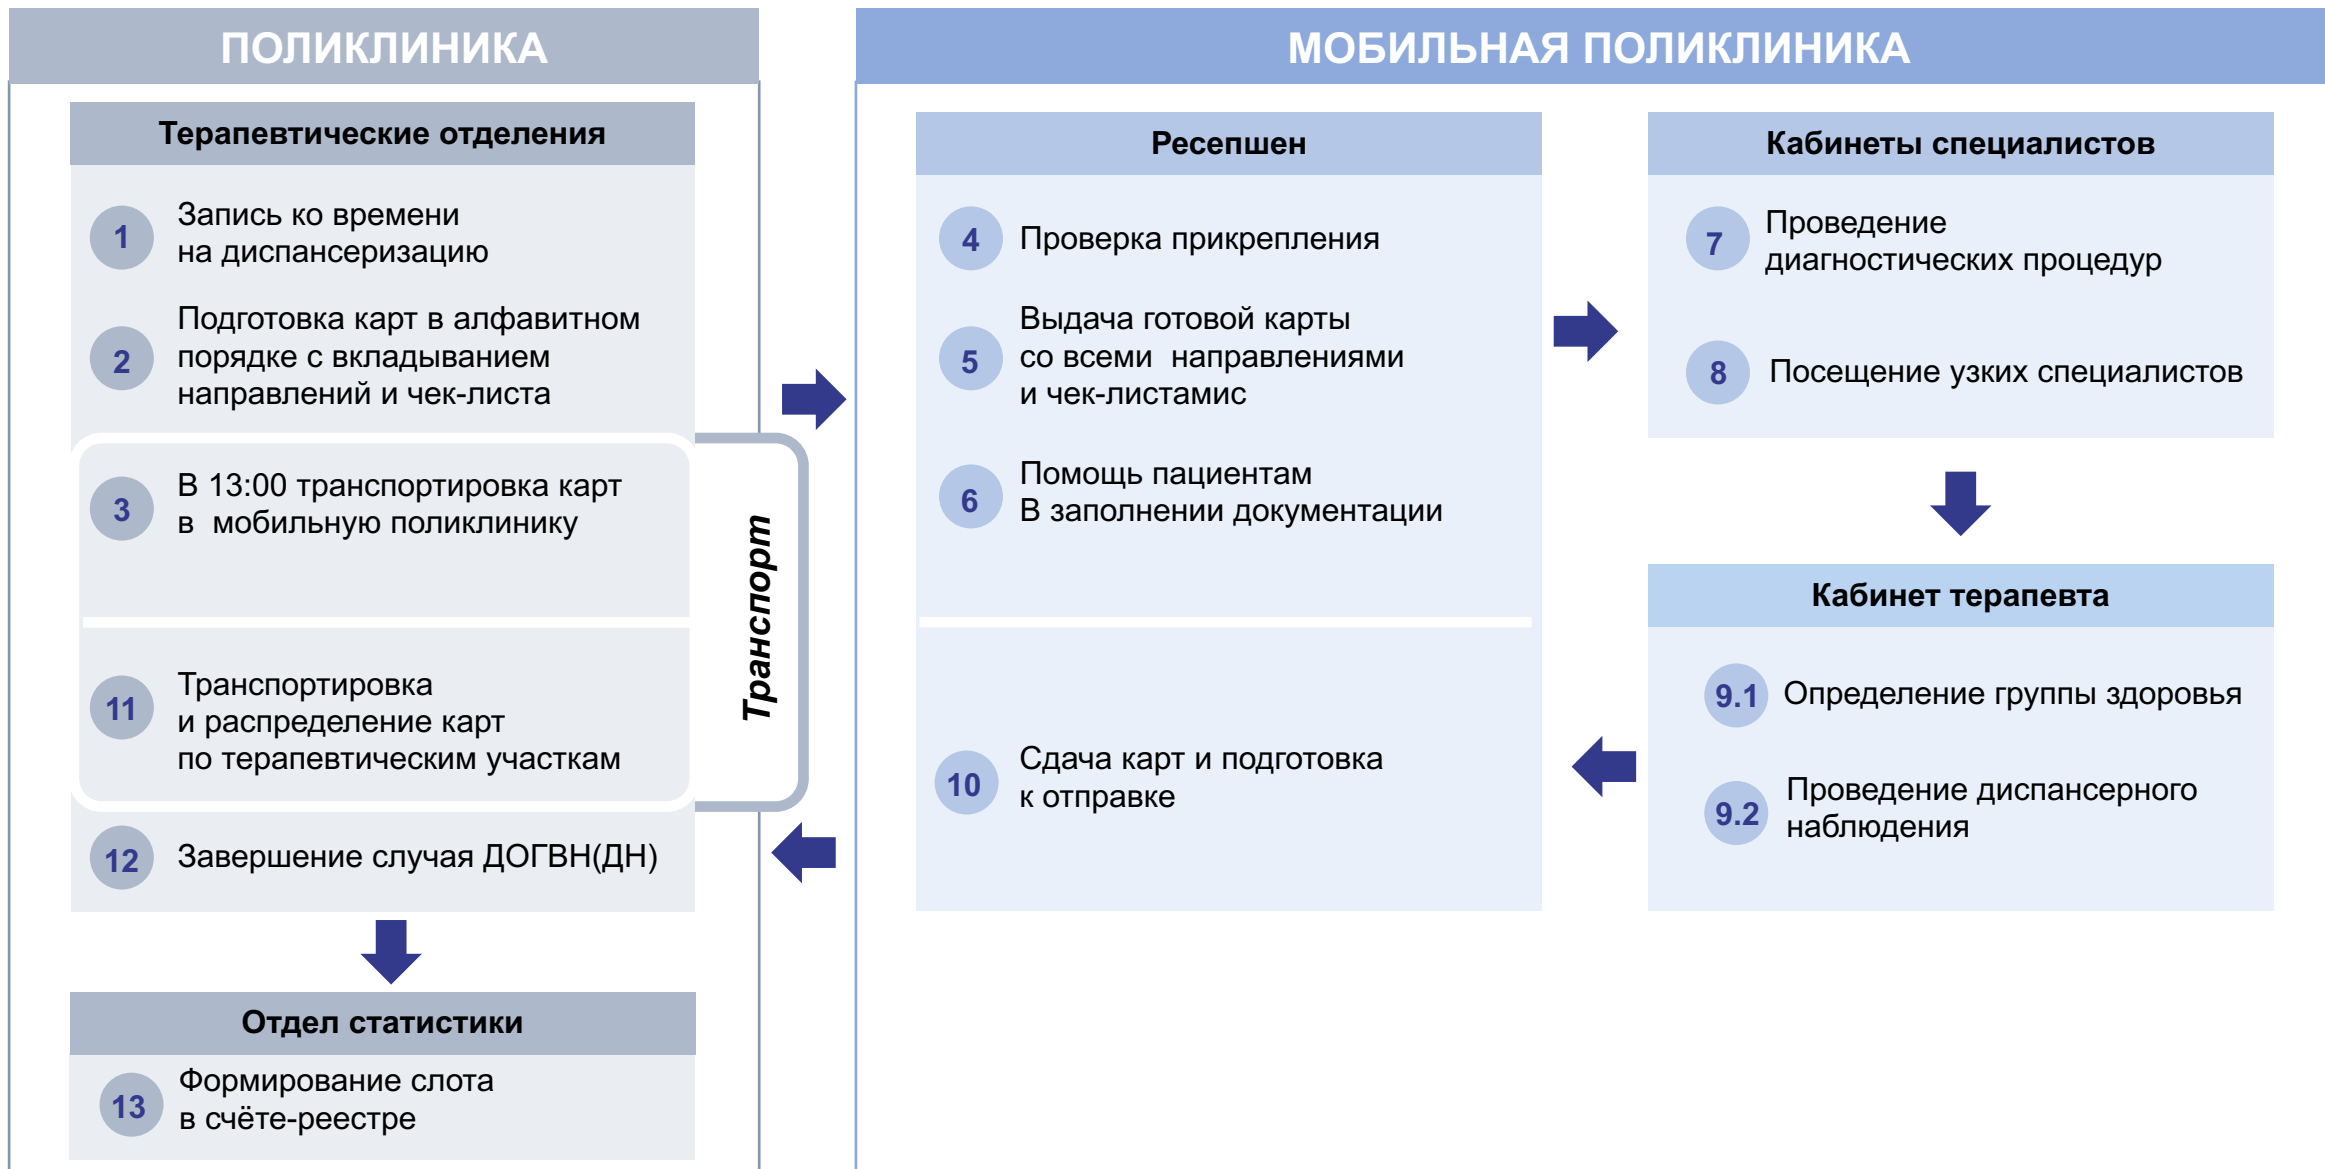 ПОЛИКЛИНИКА
Терапевтические отделения
1
Запись ко времени
на диспансеризацию
2
Подготовка карт в алфавитном
порядке с вкладыванием
направлений и чек-листа
3
В 13:00 транспортировка карт
в мобильную поликлинику
11
Транспортировка
и распределение карт
по терапевтическим участкам
Транспорт
12
Завершение случая ДОГВН(ДН)
Отдел статистики
13
Формирование слота
в счёте-реестре
МОБИЛЬНАЯ ПОЛИКЛИНИКА
Ресепшен
4
Проверка прикрепления
5
Выдача готовой карты
со всеми направлениями
и чек-листамис
6
Помощь пациентам
В заполнении документации
10
Сдача карт и подготовка
к отправке
Кабинеты специалистов
7
Проведение
диагностических процедур
8
Посещение узких специалистов
Кабинет терапевта
9.1
Определение группы здоровья
9.2
Проведение диспансерного
наблюдения